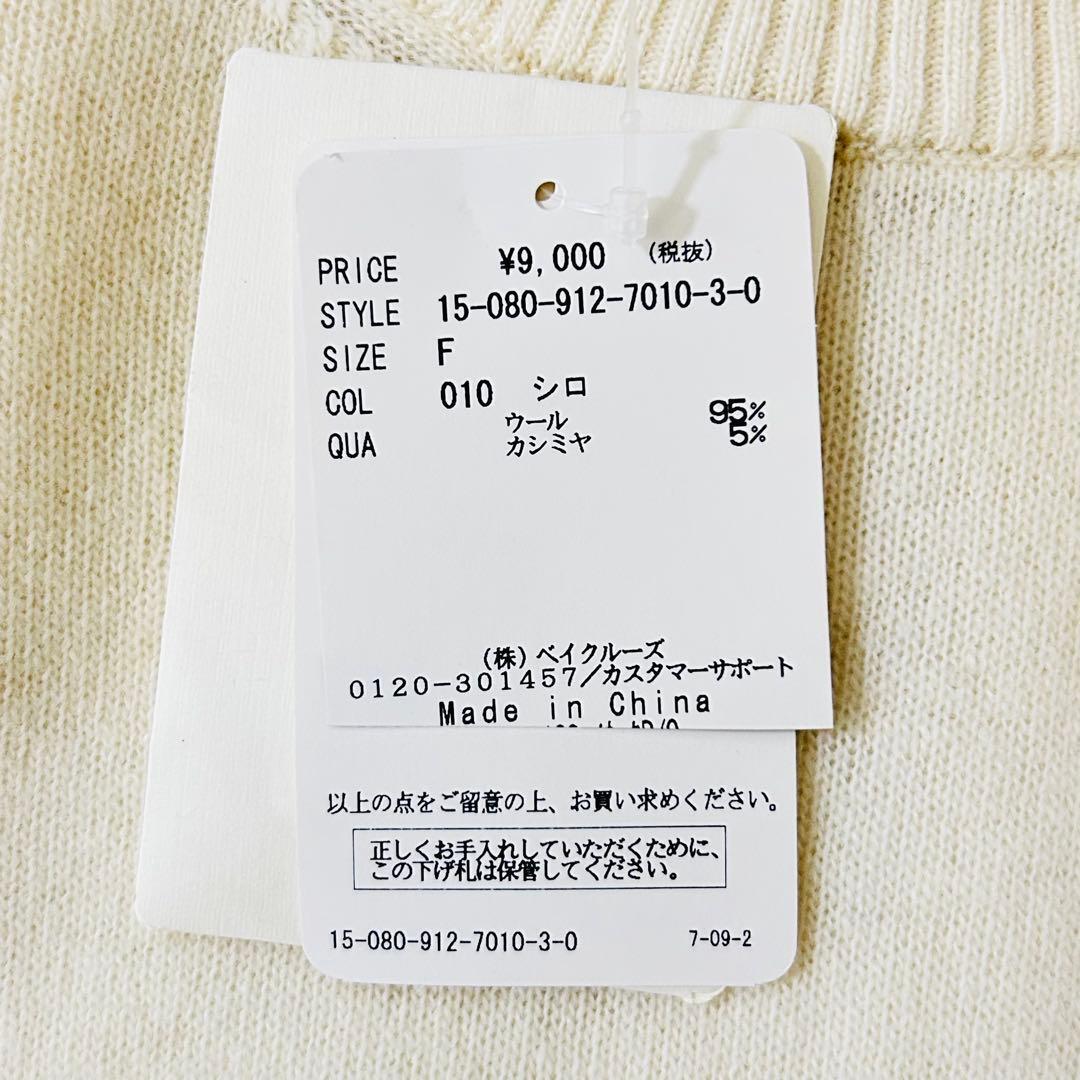 PRICE ¥9,000 (税抜)
STYLE 15-080-912-7010-3-0
SIZE F
COL 010 シロ
QUA ウール 95%
カシミヤ 5%
(株)ベイクルーズ
0120-301457/カスタマーサポート
Made in China
以上の点をご留意の上、お買い求めください。
正しくお手入れしていただくために、
この下げ札は保管してください。
15-080-912-7010-3-0 7-09-2